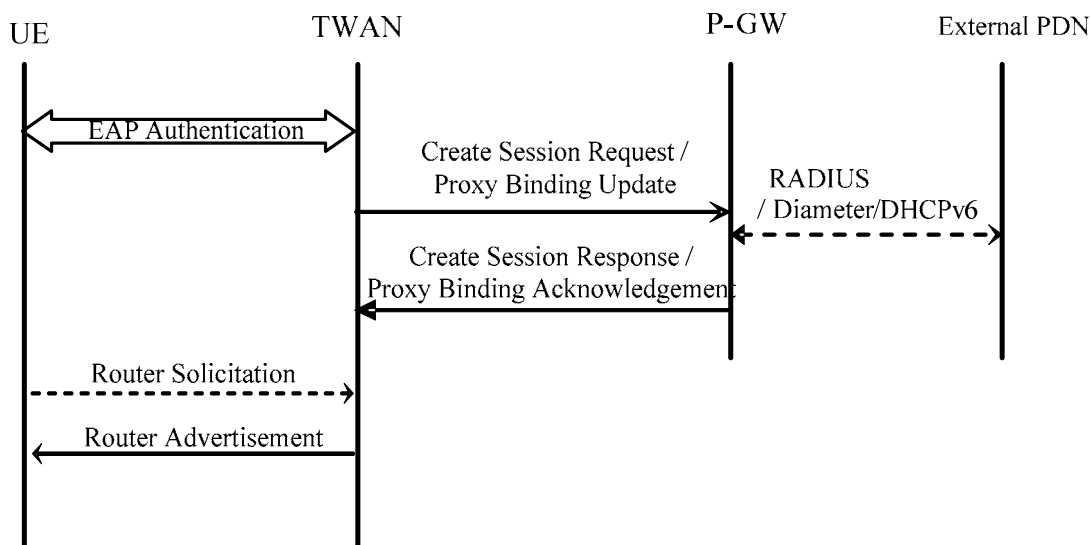 UE
TWAN
P-GW
External PDN
EAP Authentication
Create Session Request /
Proxy Binding Update
RADIUS
/ Diameter/DHCPv6
Create Session Response /
Proxy Binding Acknowledgement
Router Solicitation
Router Advertisement